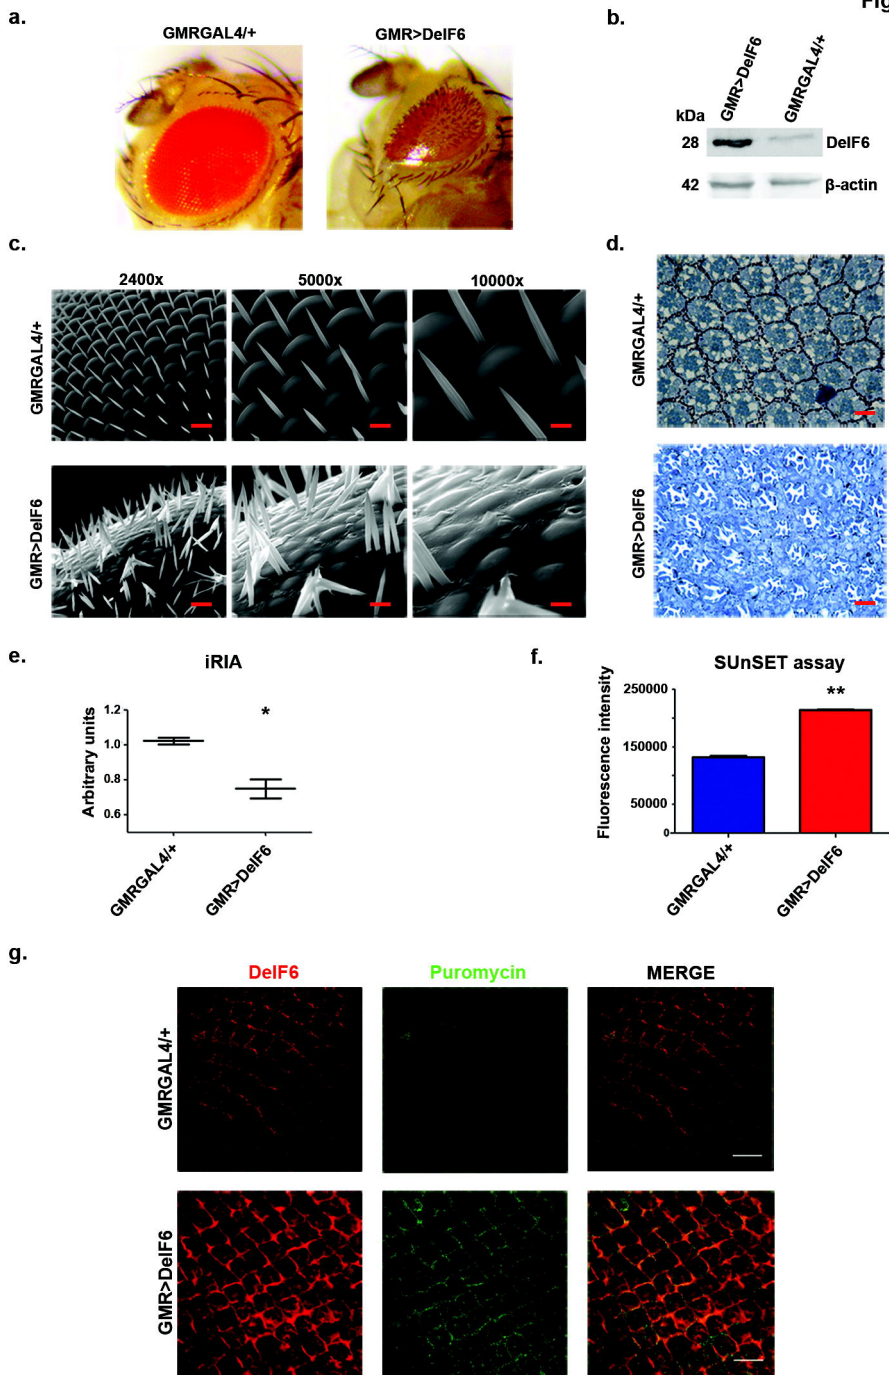 Fig
a.
GMRGAL4/+
GMR>DeIF6
b.
GMR>DeIF6
GMRGAL4/+
kDa
28
DeIF6
42
β-actin
c.
2400x
5000x
10000x
GMRGAL4/+
GMR>DeIF6
d.
GMRGAL4/+
GMR>DeIF6
e.
iRIA
Arbitrary units
1.2
1.0
0.8
0.6
*
GMRGAL4/+
GMR>DeIF6
f.
SUnSET assay
Fluorescence intensity
250000
150000
50000
0
**
GMRGAL4/+
GMR>DeIF6
g.
DeIF6
Puromycin
MERGE
GMRGAL4/+
GMR>DeIF6